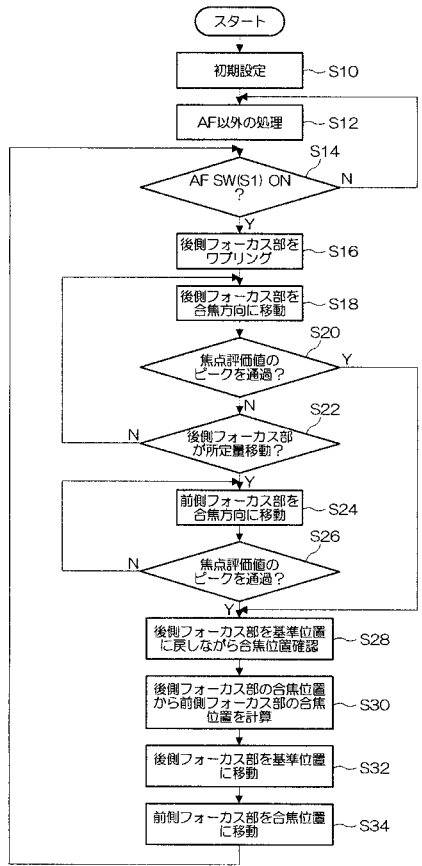 スタート
初期設定
S10
AF以外の処理
S12
S14
AF SW(S1) ON
?
N
Y
後側フォーカス部を
ワブリング
S16
後側フォーカス部を
合焦方向に移動
S18
S20
焦点評価値の
ピークを通過?
Y
N
S22
後側フォーカス部
が所定量移動?
N
Y
前側フォーカス部を
合焦方向に移動
S24
S26
焦点評価値の
ピークを通過?
N
Y
後側フォーカス部を基準位置
に戻しながら合焦位置確認
S28
後側フォーカス部の合焦位置
から前側フォーカス部の合焦
位置を計算
S30
後側フォーカス部を基準位置
に移動
S32
前側フォーカス部を合焦位置
に移動
S34